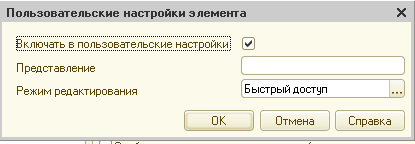 Пользовательские настройки элемента
Включать в пользовательские настройки
Представление
Режим редактирования Быстрый доступ ...
OK Отмена Справка